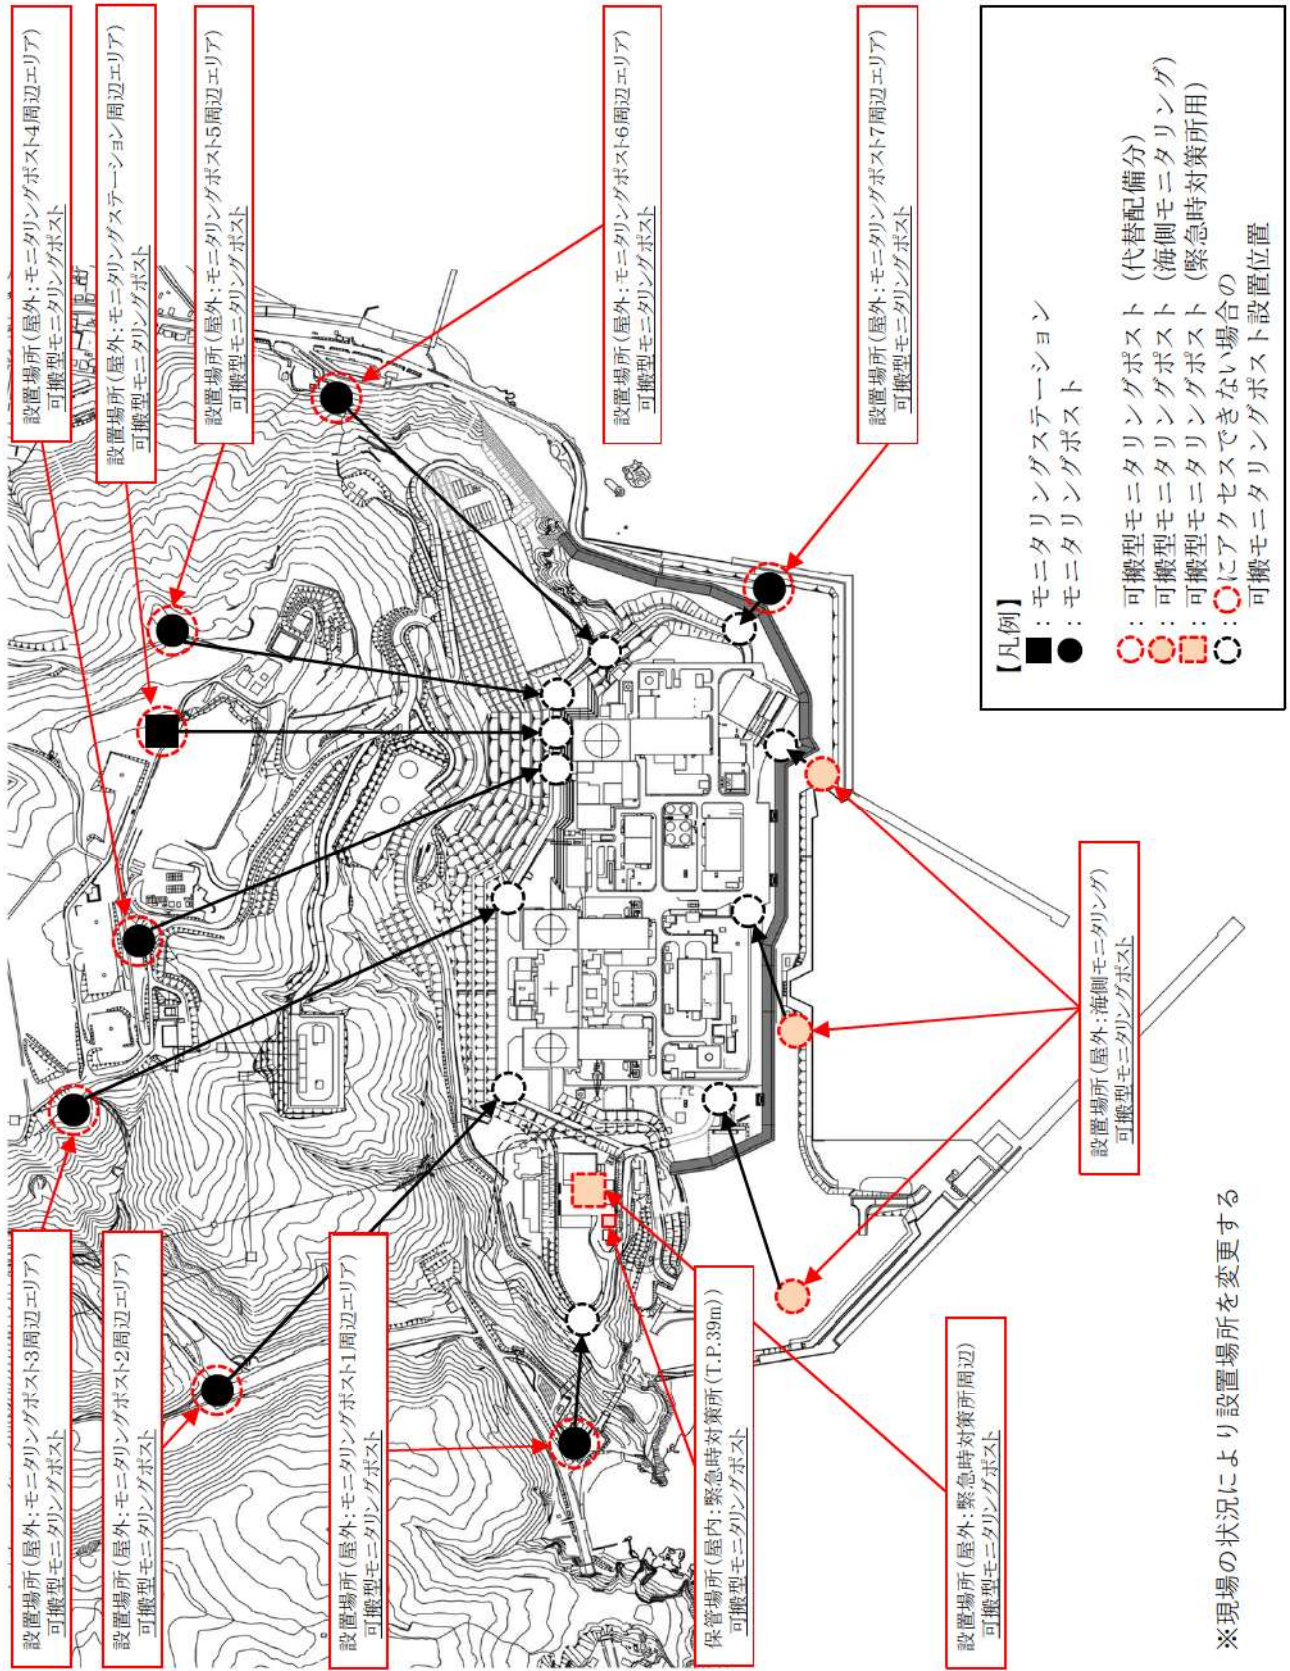 設置場所(屋外:モニタリングポスト3周辺エリア)
可搬型モニタリングポスト
設置場所(屋外:モニタリングポスト2周辺エリア)
可搬型モニタリングポスト
設置場所(屋外:モニタリングポスト1周辺エリア)
可搬型モニタリングポスト
保管場所(屋内:緊急時対策所(T.P.39m))
可搬型モニタリングポスト
設置場所(屋外:緊急時対策所周辺)
可搬型モニタリングポスト
設置場所(屋外:海側モニタリング)
可搬型モニタリングポスト
設置場所(屋外:モニタリングポスト4周辺エリア)
可搬型モニタリングポスト
設置場所(屋外:モニタリングステーション周辺エリア)
可搬型モニタリングポスト
設置場所(屋外:モニタリングポスト5周辺エリア)
可搬型モニタリングポスト
設置場所(屋外:モニタリングポスト6周辺エリア)
可搬型モニタリングポスト
設置場所(屋外:モニタリングポスト7周辺エリア)
可搬型モニタリングポスト
【凡例】
:モニタリングステーション
:モニタリングポスト
:可搬型モニタリングポスト(代替配備分)
:可搬型モニタリングポスト(海側モニタリング)
:可搬型モニタリングポスト(緊急時対策所用)
:にアクセスできない場合の
可搬モニタリングポスト設置位置
※現場の状況により設置場所を変更する